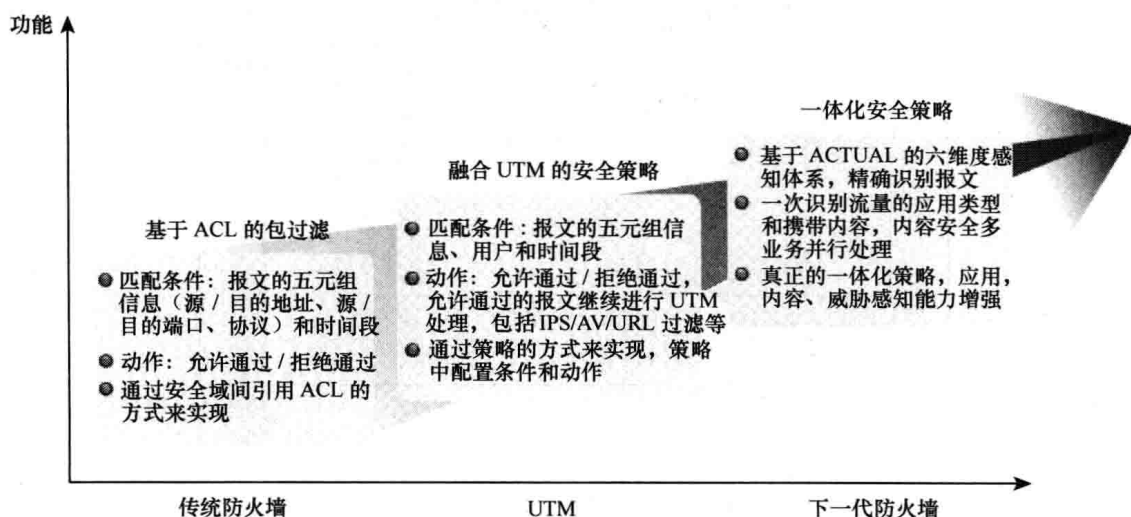 功能
一体化安全策略
基于 ACTUAL 的六维度感
知体系，精确识别报文
一次识别流量的应用类型
和携带内容，内容安全多
业务并行处理
真正的一体化策略，应用，
内容、威胁感知能力增强
融合 UTM 的安全策略
匹配条件：报文的五元组信
息、用户和时间段
动作：允许通过 / 拒绝通过，
允许通过的报文继续进行 UTM
处理，包括 IPS/AV/URL 过滤等
通过策略的方式来实现，策略
中配置条件和动作
基于 ACL 的包过滤
匹配条件：报文的五元组
信息（源 / 目的地址、源 /
目的端口、协议）和时间段
动作：允许通过 / 拒绝通过
通过安全域间引用 ACL 的
方式来实现
传统防火墙
UTM
下一代防火墙